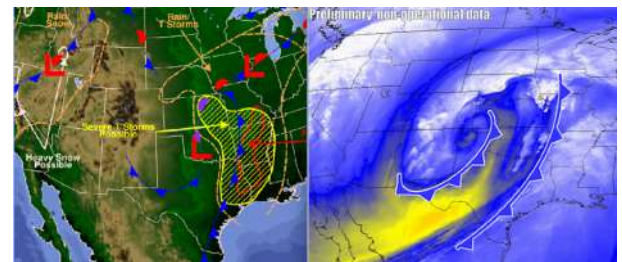 Rain/
Snow
Rain/
T Storms
L
L
Severe T Storms
Possible
L
Heavy Snow
Possible
Preliminary, non-operational data.